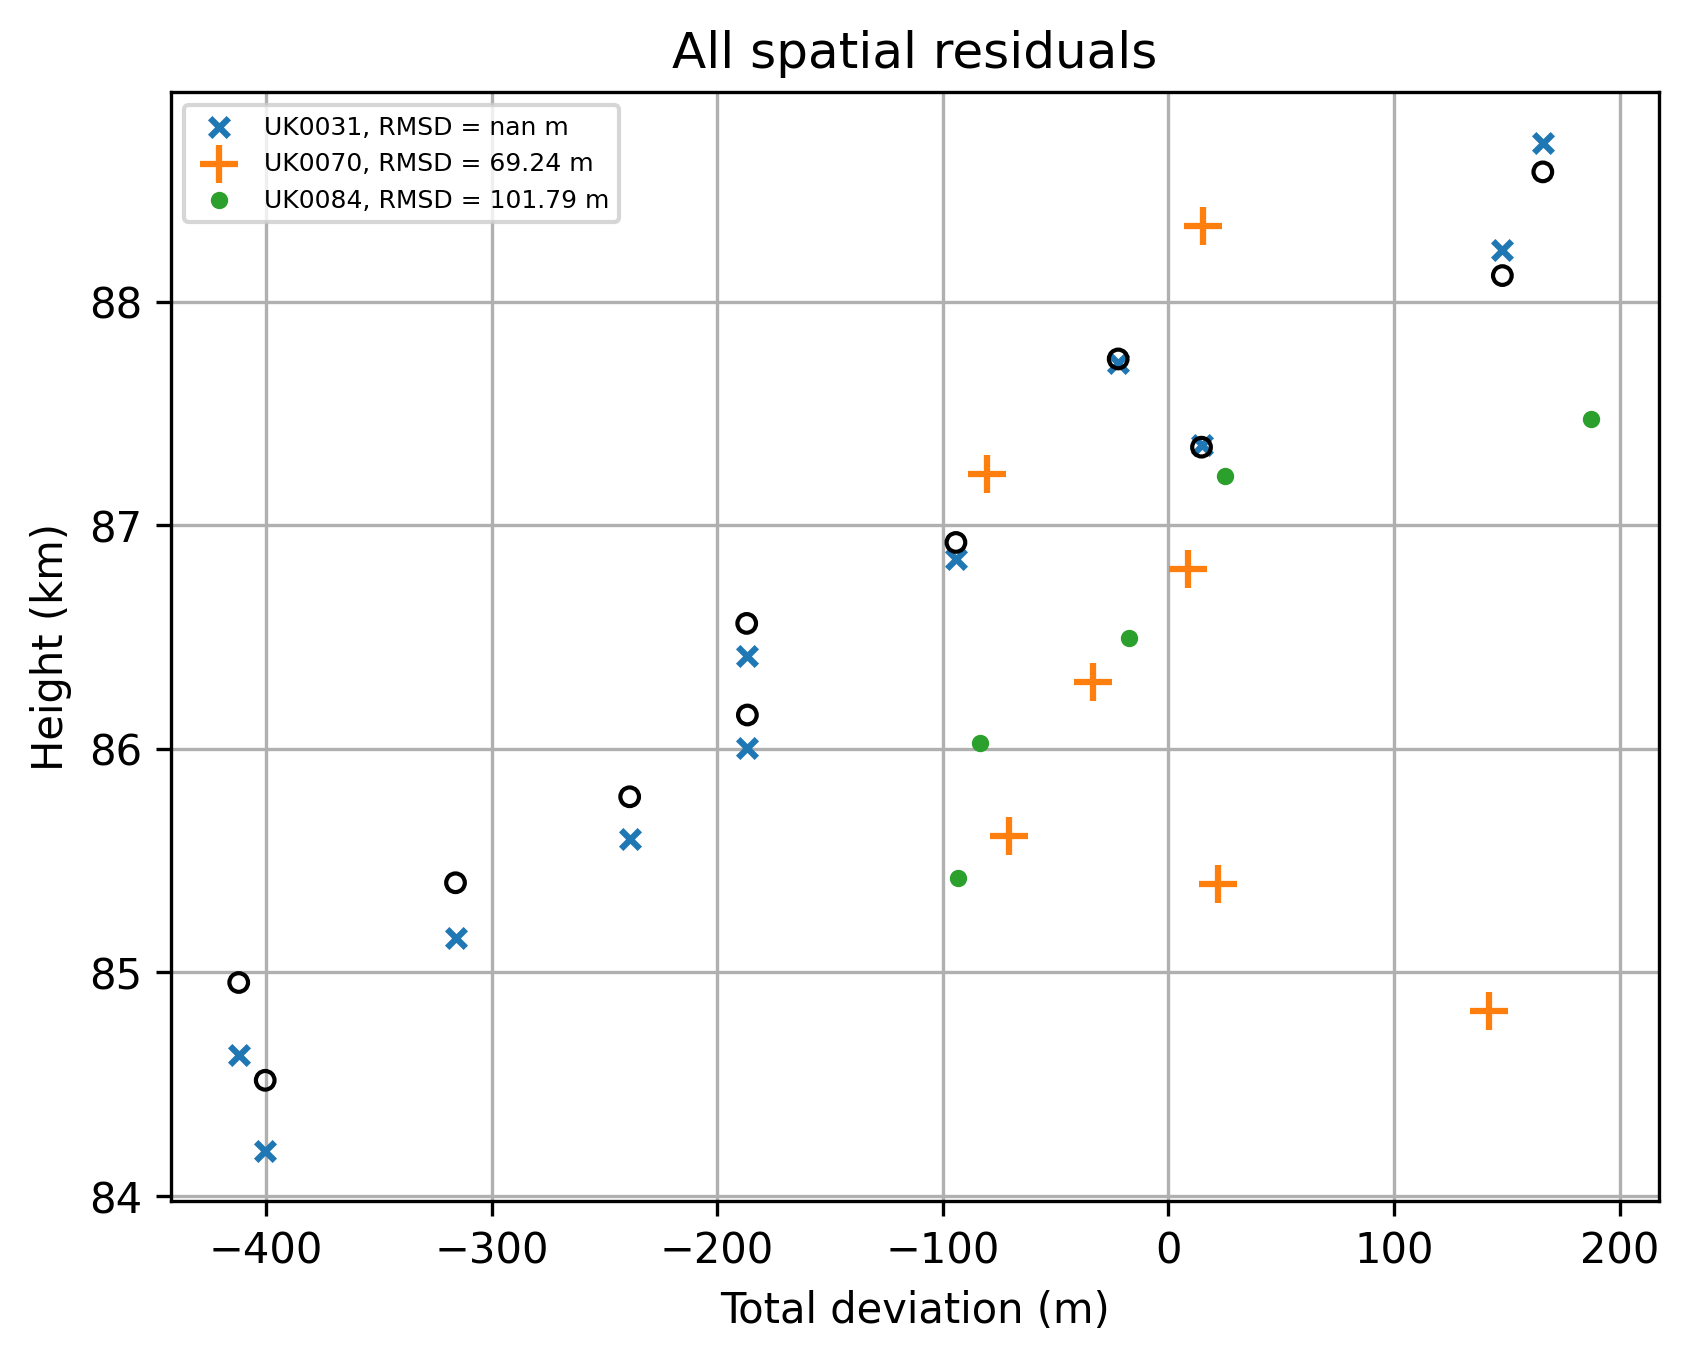 All spatial residuals
UK0031, RMSD = nan m
UK0070, RMSD = 69.24 m
UK0084, RMSD = 101.79 m
88
87
86
85
84
Height (km)
−400 −300 −200 −100 0 100 200
Total deviation (m)